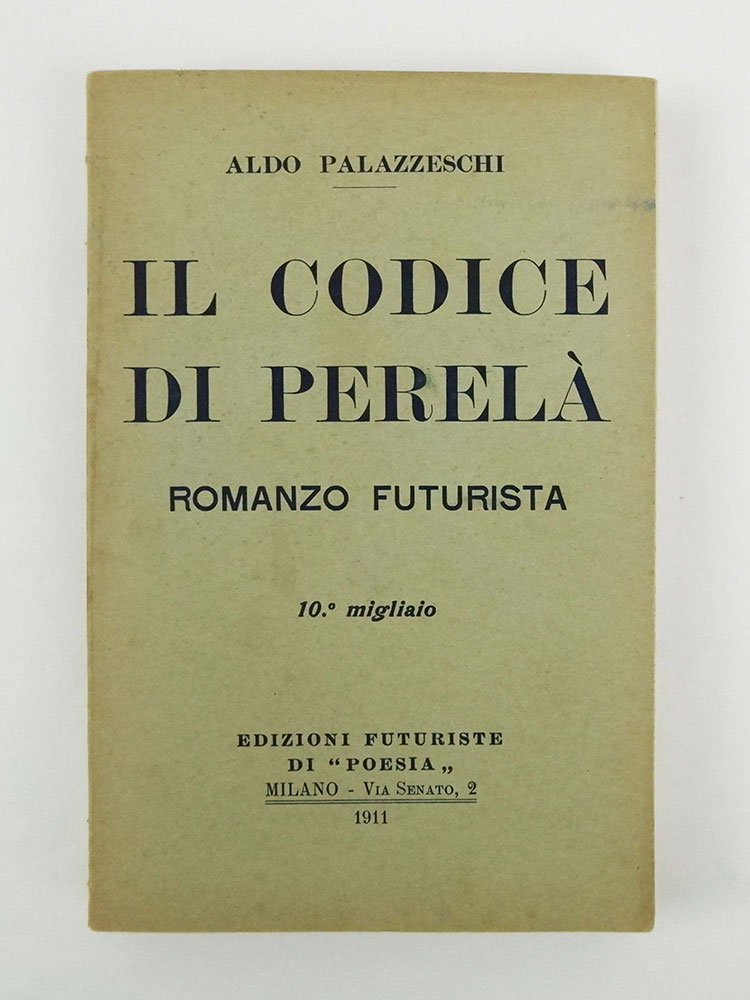 ALDO PALAZZESCHI
IL CODICE
DI PERELÀ
ROMANZO FUTURISTA
10.º migliaio
EDIZIONI FUTURISTE
DI “POESIA„
MILANO - VIA SENATO, 2
1911